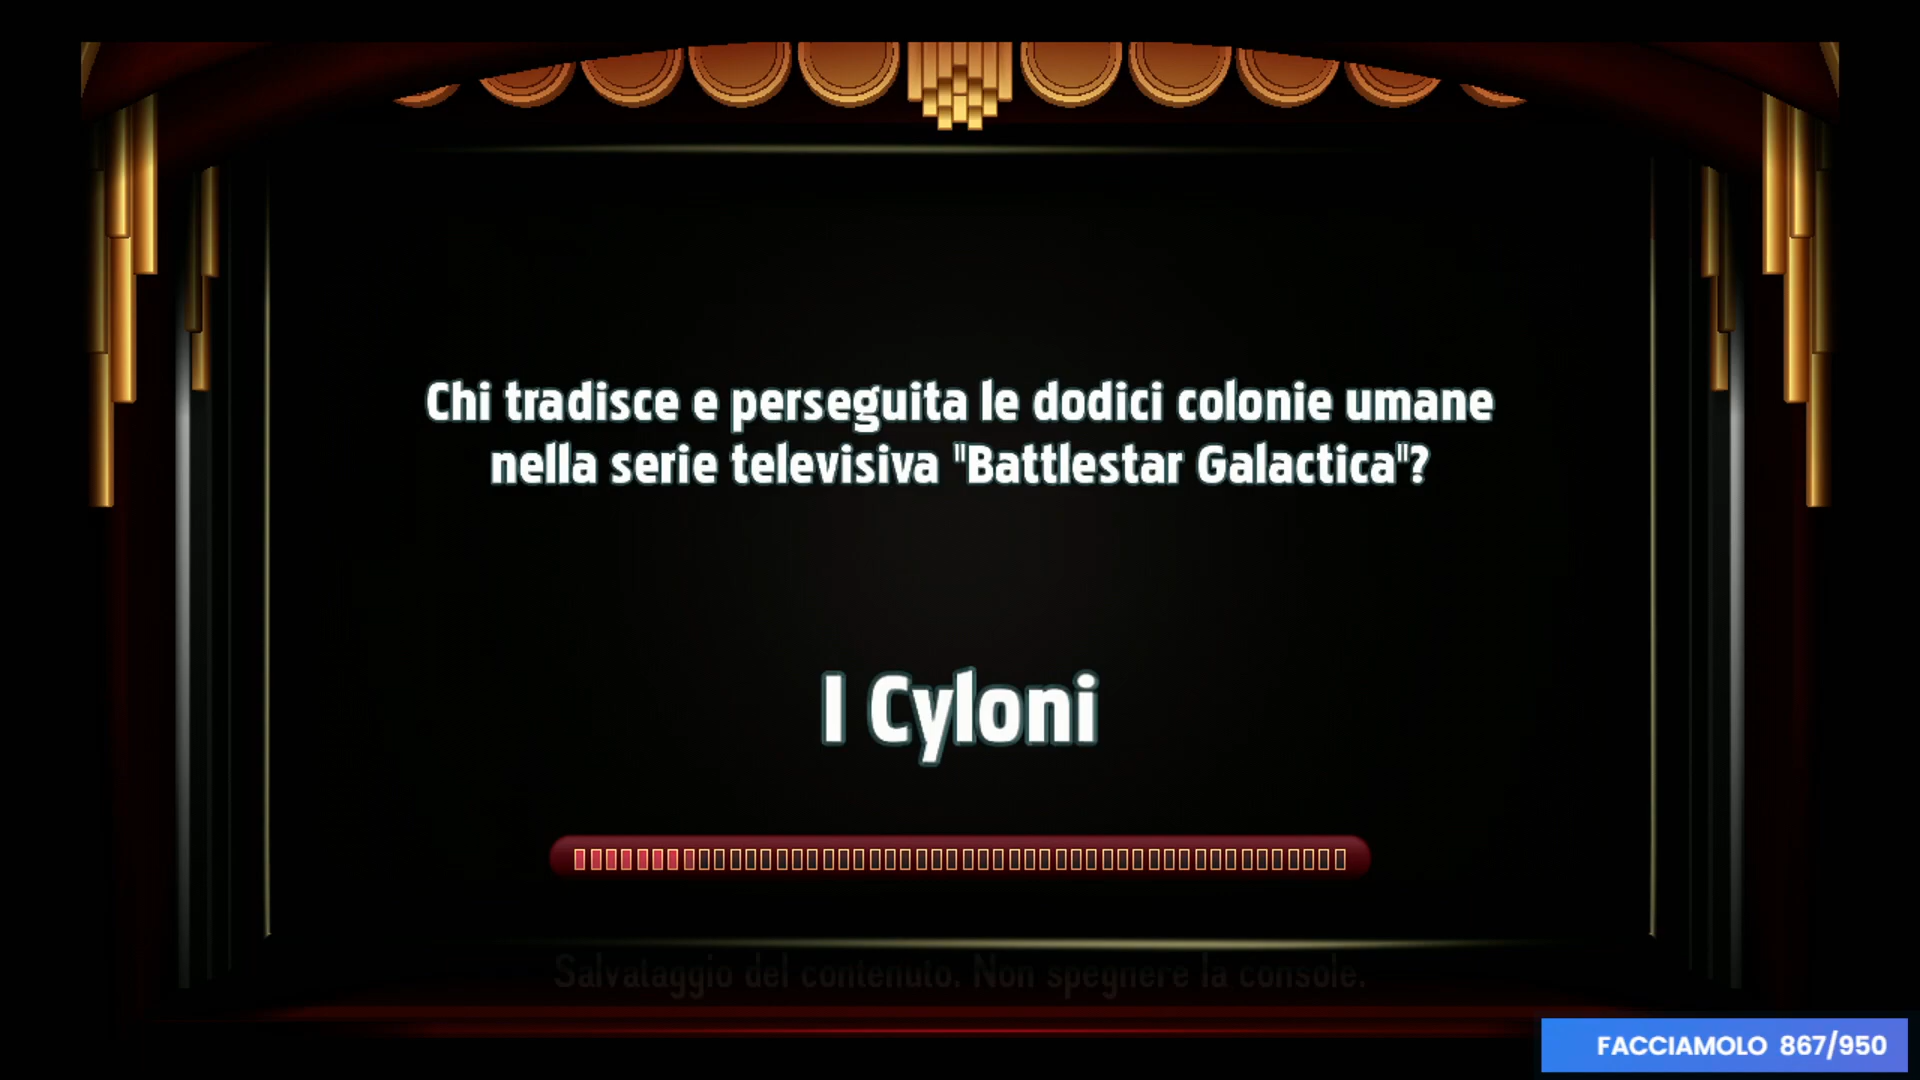 Chi tradisce e perseguita le dodici colonie umane
nella serie televisiva "Battlestar Galactica"?
I Cyloni
Salvataggio del contenuto. Non spegnere la console.
FACCIAMOLO 867/950